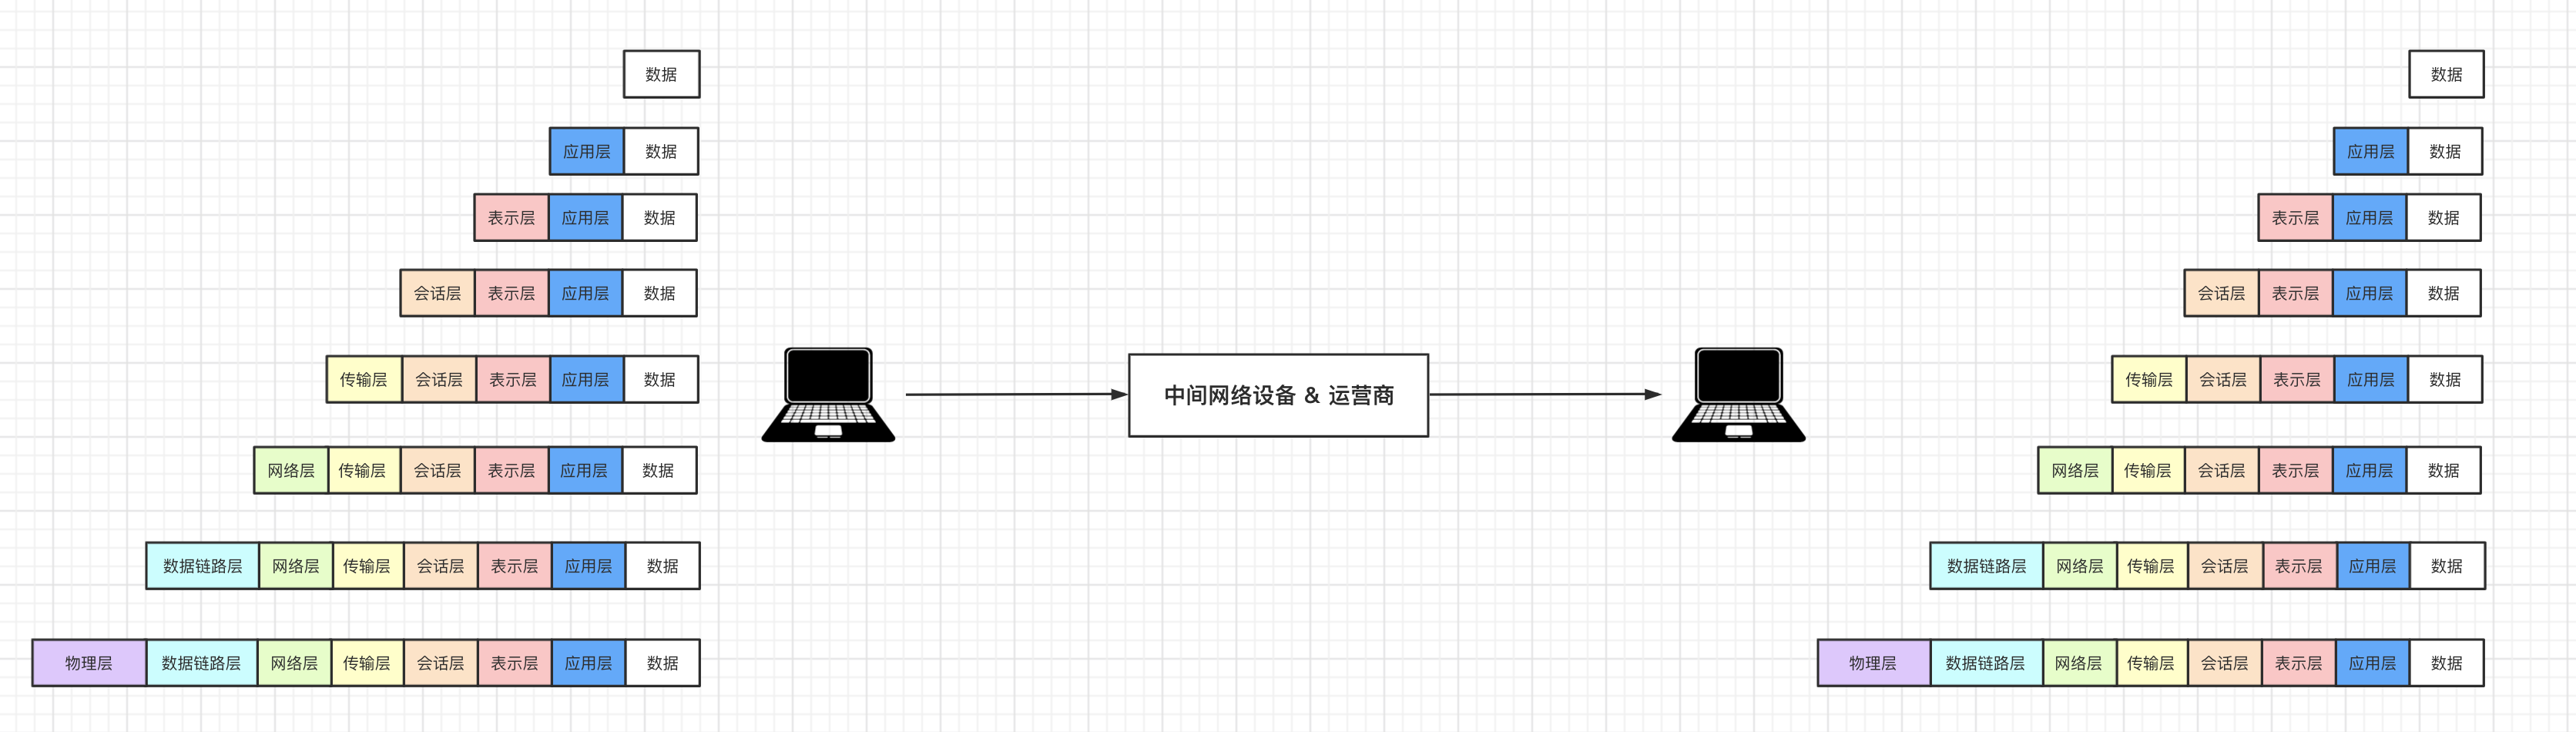 数据
应用层 数据
表示层 应用层 数据
会话层 表示层 应用层 数据
传输层 会话层 表示层 应用层 数据
网络层 传输层 会话层 表示层 应用层 数据
数据链路层 网络层 传输层 会话层 表示层 应用层 数据
物理层 数据链路层 网络层 传输层 会话层 表示层 应用层 数据
中间网络设备 & 运营商
数据
应用层 数据
表示层 应用层 数据
会话层 表示层 应用层 数据
传输层 会话层 表示层 应用层 数据
网络层 传输层 会话层 表示层 应用层 数据
数据链路层 网络层 传输层 会话层 表示层 应用层 数据
物理层 数据链路层 网络层 传输层 会话层 表示层 应用层 数据